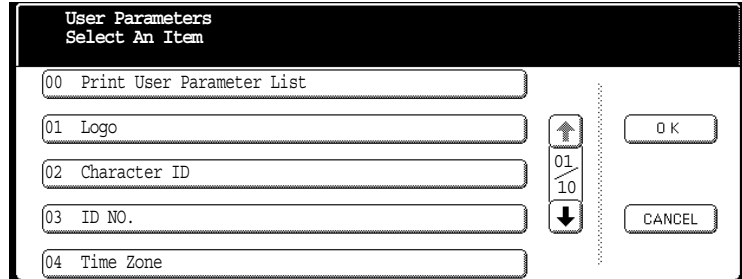 User Parameters
Select An Item
00 Print User Parameter List
01 Logo
02 Character ID
03 ID NO.
04 Time Zone
01/10
OK
CANCEL